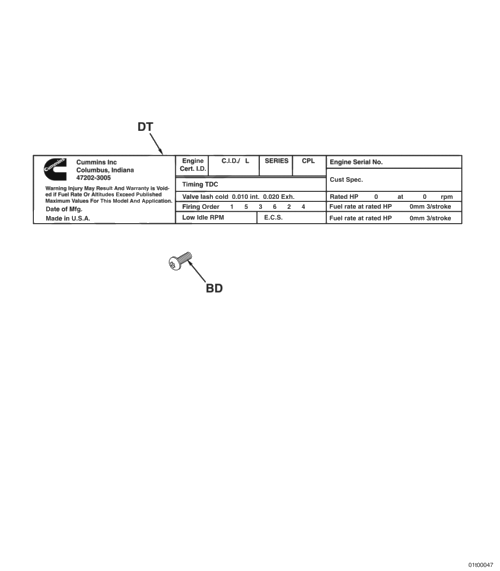 DT
Cummins
Cummins Inc
Columbus, Indiana
47202-3005
Warning Injury May Result And Warranty Is Void-
ed if Fuel Rate Or Altitudes Exceed Published
Maximum Values For This Model And Application.
Date of Mfg.
Made in U.S.A.
Engine
Cert. I.D.
C.I.D./ L
SERIES
CPL
Engine Serial No.
Timing TDC
Cust Spec.
Valve lash cold 0.010 int. 0.020 Exh.
Rated HP 0 at 0 rpm
Firing Order 1 5 3 6 2 4
Fuel rate at rated HP 0mm 3/stroke
Low Idle RPM
E.C.S.
Fuel rate at rated HP 0mm 3/stroke
BD
01t00047